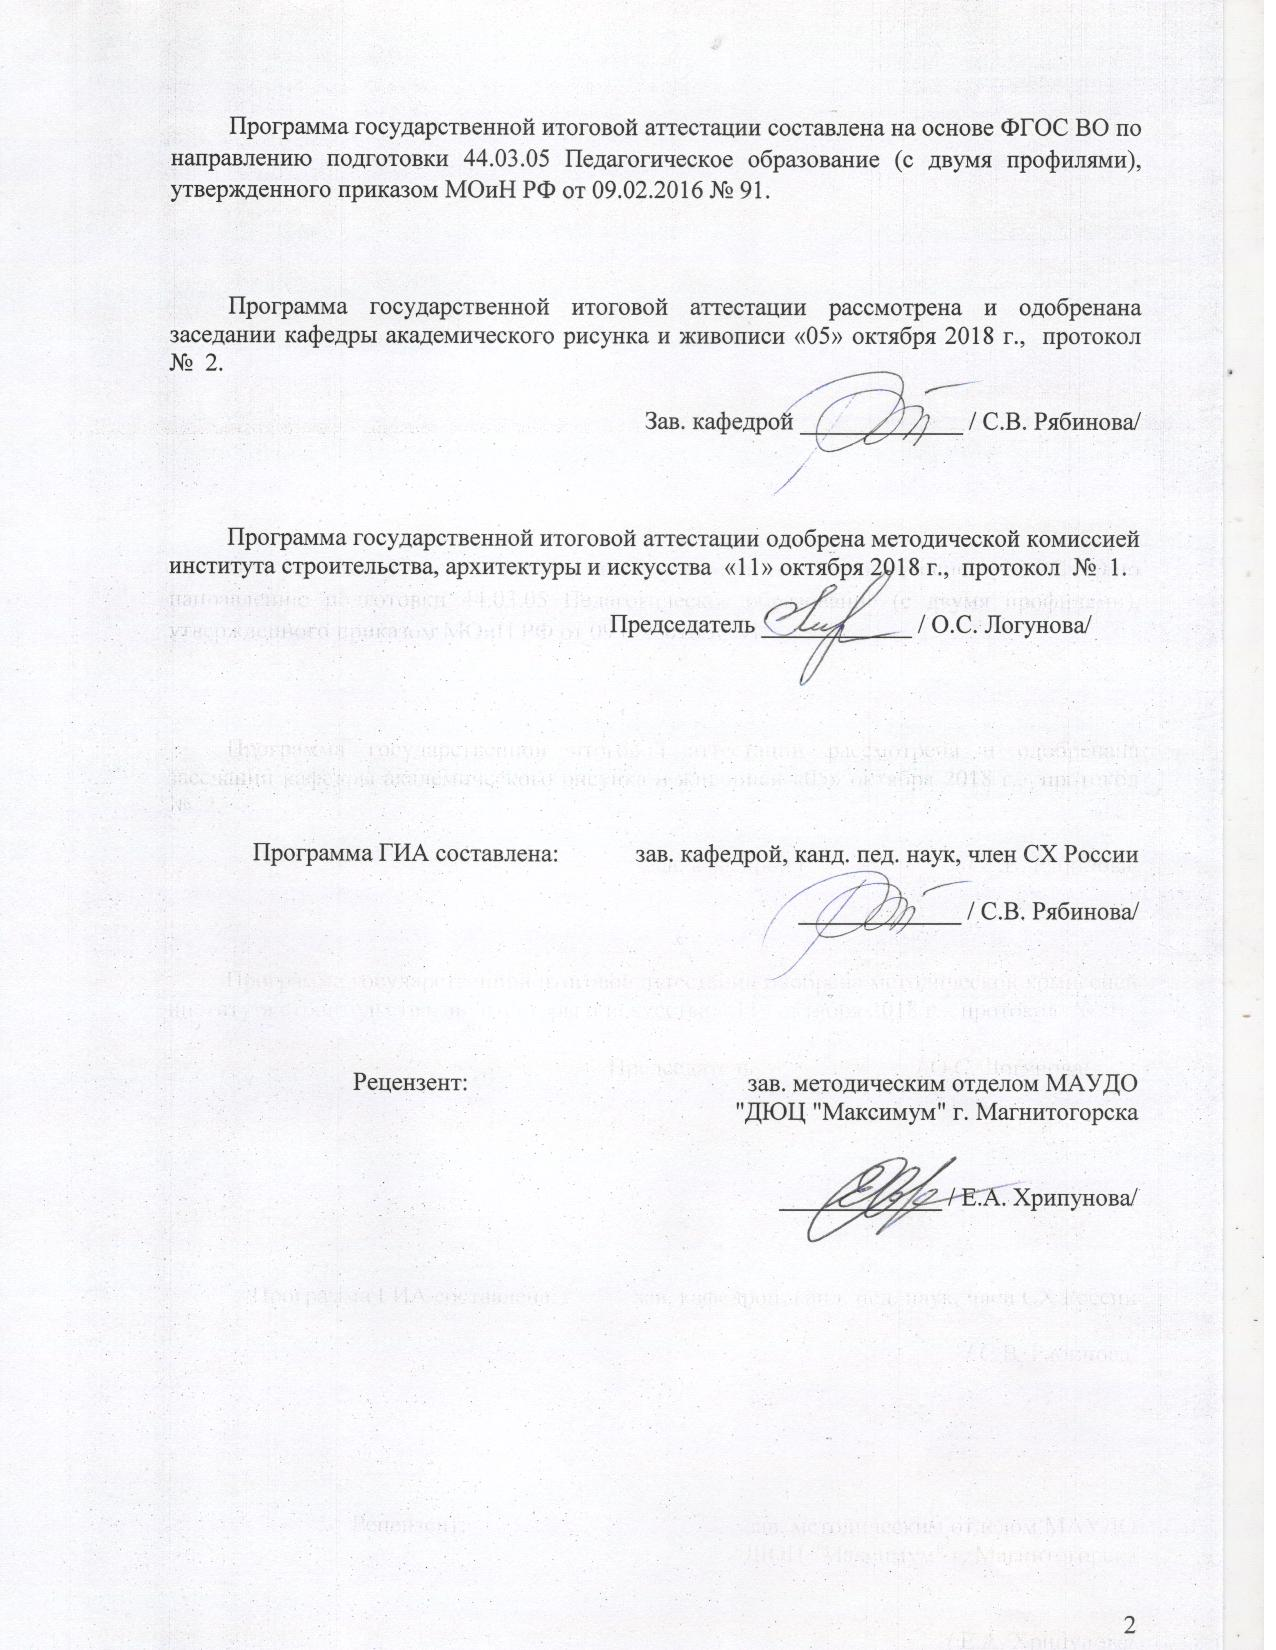 Программа государственной итоговой аттестации составлена на основе ФГОС ВО по
направлению подготовки 44.03.05 Педагогическое образование (с двумя профилями),
утвержденного приказом МОиН РФ от 09.02.2016 № 91.
Программа государственной итоговой аттестации рассмотрена и одобренана
заседании кафедры академического рисунка и живописи «05» октября 2018 г., протокол
№ 2.
Зав. кафедрой _____________ / С.В. Рябинова/
Программа государственной итоговой аттестации одобрена методической комиссией
института строительства, архитектуры и искусства «11» октября 2018 г., протокол № 1.
Председатель ____________ / О.С. Логунова/
Программа ГИА составлена: зав. кафедрой, канд. пед. наук, член СХ России
_____________ / С.В. Рябинова/
Рецензент: зав. методическим отделом МАУДО
"ДЮЦ "Максимум" г. Магнитогорска
_____________ / Е.А. Хрипунова/
2